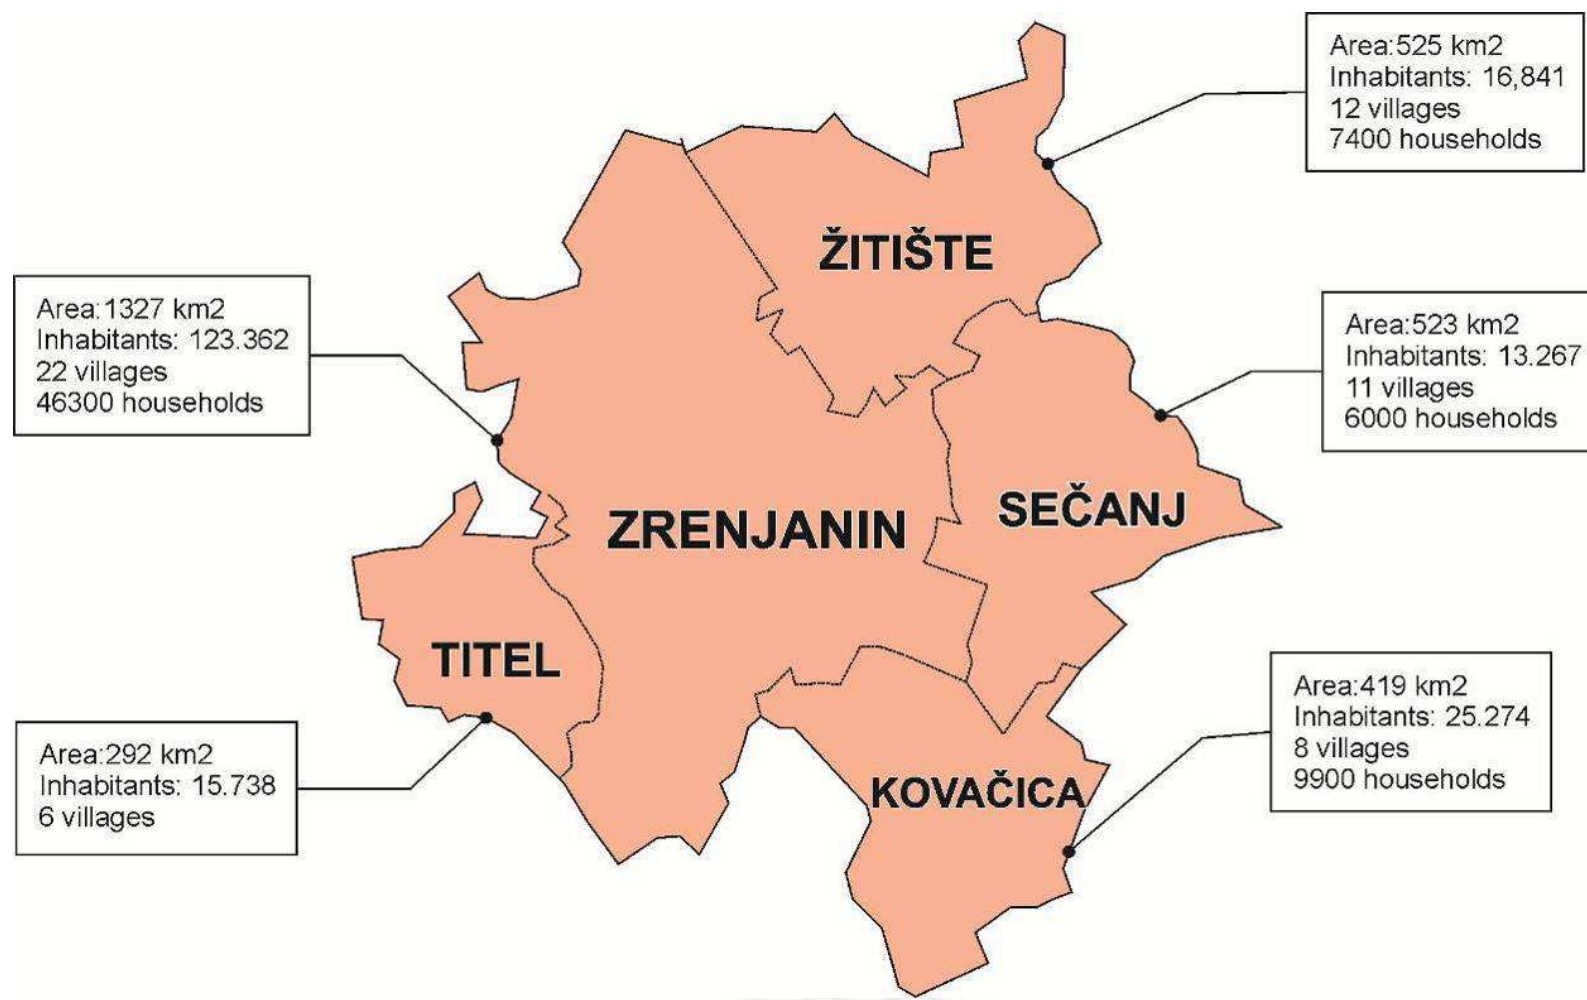 Area:525 km2
Inhabitants: 16,841
12 villages
7400 households
ŽITIŠTE
Area:1327 km2
Inhabitants: 123.362
22 villages
46300 households
Area:523 km2
Inhabitants: 13.267
11 villages
6000 households
SEČANJ
ZRENJANIN
TITEL
Area:419 km2
Inhabitants: 25.274
8 villages
9900 households
Area:292 km2
Inhabitants: 15.738
6 villages
KOVAČICA